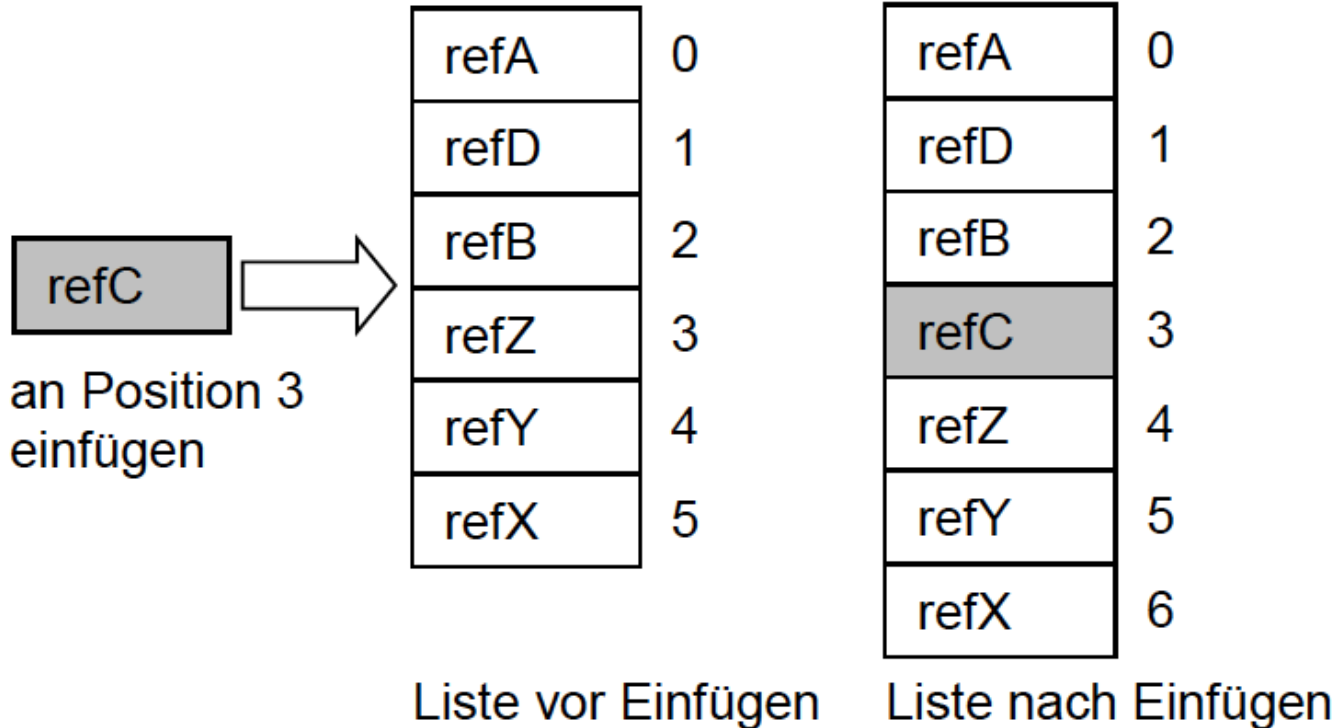 refC
an Position 3
einfügen
refA 0
refD 1
refB 2
refZ 3
refY 4
refX 5
Liste vor Einfügen
refA 0
refD 1
refB 2
refC 3
refZ 4
refY 5
refX 6
Liste nach Einfügen